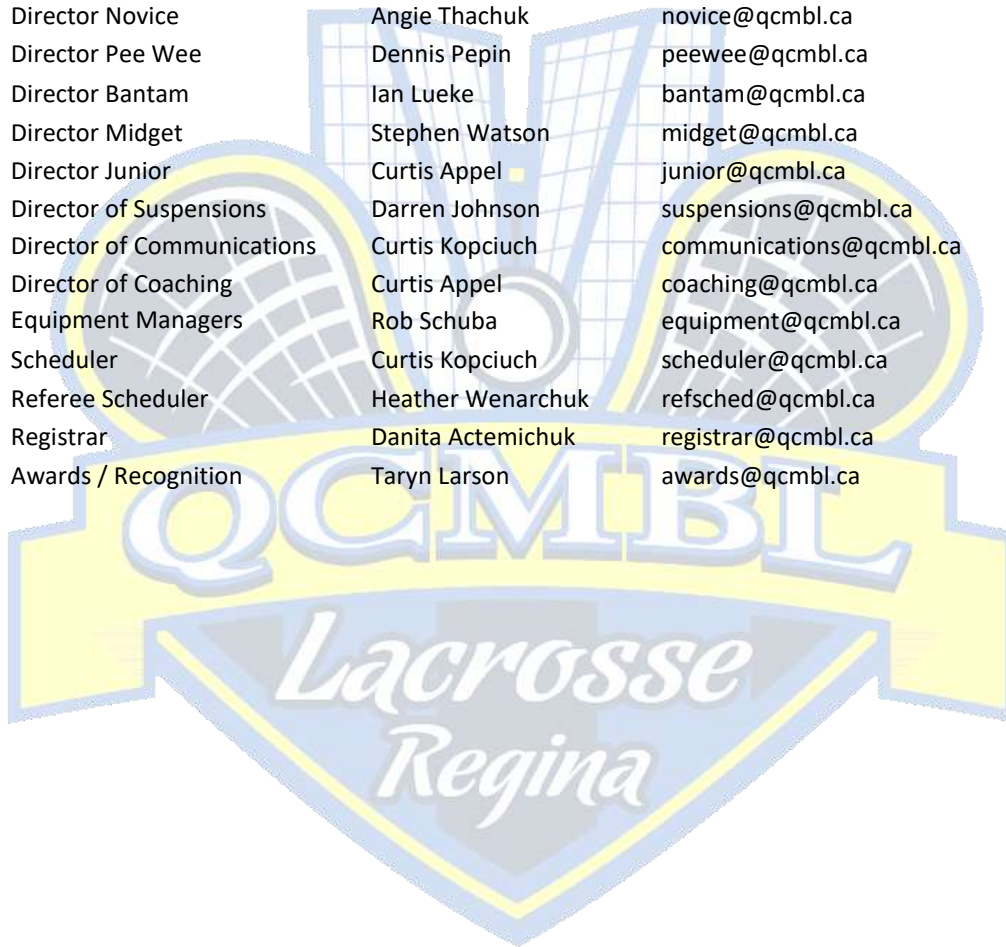 Director Novice Angie Thachuk novice@qcmbl.ca
Director Pee Wee Dennis Pepin peewee@qcmbl.ca
Director Bantam Ian Lueke bantam@qcmbl.ca
Director Midget Stephen Watson midget@qcmbl.ca
Director Junior Curtis Appel junior@qcmbl.ca
Director of Suspensions Darren Johnson suspensions@qcmbl.ca
Director of Communications Curtis Kopciuch communications@qcmbl.ca
Director of Coaching Curtis Appel coaching@qcmbl.ca
Equipment Managers Rob Schuba equipment@qcmbl.ca
Scheduler Curtis Kopciuch scheduler@qcmbl.ca
Referee Scheduler Heather Wenarchuk refsched@qcmbl.ca
Registrar Danita Actemichuk registrar@qcmbl.ca
Awards / Recognition Taryn Larson awards@qcmbl.ca
QCMBL
Lacrosse
Regina